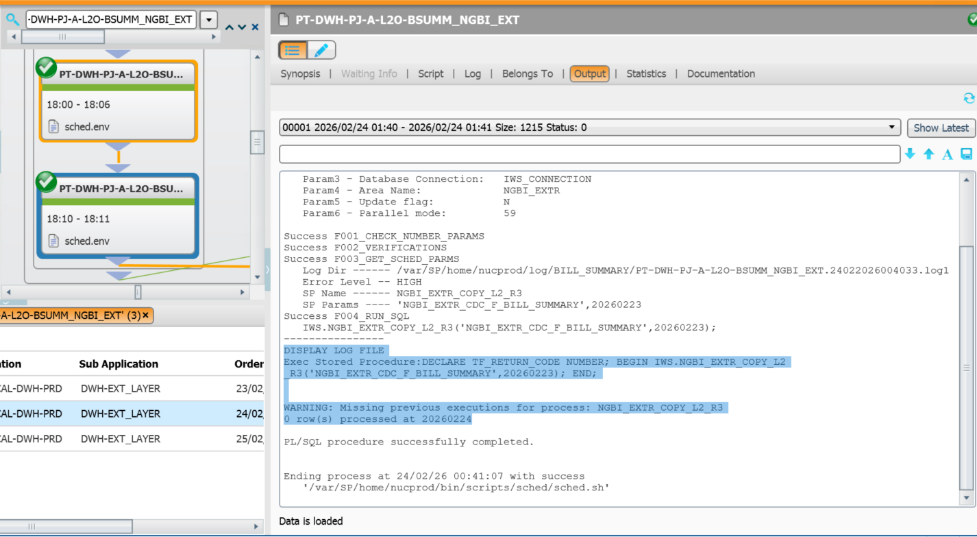 -DWH-PJ-A-L2O-BSUMM_NGBI_EXT
PT-DWH-PJ-A-L2O-BSU...
18:00 - 18:06
sched.env
PT-DWH-PJ-A-L2O-BSU...
18:10 - 18:11
sched.env
-A-L2O-BSUMM_NGBI_EXT' (3)
tion Sub Application Order
CAL-DWH-PRD DWH-EXT_LAYER 23/02,
CAL-DWH-PRD DWH-EXT_LAYER 24/02,
CAL-DWH-PRD DWH-EXT_LAYER 25/02,
PT-DWH-PJ-A-L2O-BSUMM_NGBI_EXT
Synopsis | Waiting Info | Script | Log | Belongs To | Output | Statistics | Documentation
00001 2026/02/24 01:40 - 2026/02/24 01:41 Size: 1215 Status: 0
Show Latest
A
Param3 - Database Connection: IWS_CONNECTION
Param4 - Area Name: NGBI_EXTR
Param5 - Update flag: N
Param6 - Parallel mode: 59
Success F001_CHECK_NUMBER_PARAMS
Success F002_VERIFICATIONS
Success F003_GET_SCHED_PARMS
Log Dir ------ /var/SP/home/nucprod/log/BILL_SUMMARY/PT-DWH-PJ-A-L2O-BSUMM_NGBI_EXT.24022026004033.log1
Error Level -- HIGH
SP Name ------ NGBI_EXTR_COPY_L2_R3
SP Params ---- 'NGBI_EXTR_CDC_F_BILL_SUMMARY',20260223
Success F004_RUN_SQL
IWS.NGBI_EXTR_COPY_L2_R3('NGBI_EXTR_CDC_F_BILL_SUMMARY',20260223);
----------------
DISPLAY LOG FILE
Exec Stored Procedure:DECLARE TF_RETURN_CODE NUMBER; BEGIN IWS.NGBI_EXTR_COPY_L2
_R3('NGBI_EXTR_CDC_F_BILL_SUMMARY',20260223); END;
WARNING: Missing previous executions for process: NGBI_EXTR_COPY_L2_R3
0 row(s) processed at 20260224
PL/SQL procedure successfully completed.
Ending process at 24/02/26 00:41:07 with success
'/var/SP/home/nucprod/bin/scripts/sched/sched.sh'
Data is loaded